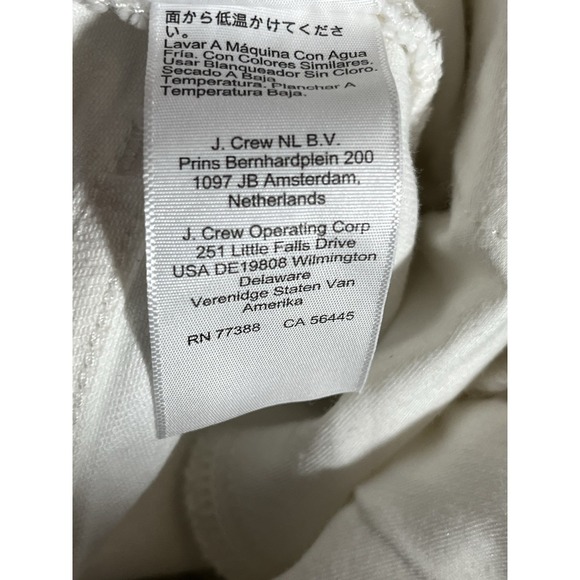 面から低温かけてくださ
い。
Lavar A Máquina Con Agua
Fría. Con Colores Similares.
Usar Blanqueador Sin Cloro.
Secado A Baja
Temperatura. Planchar A
Temperatura Baja.
J. Crew NL B.V.
Prins Bernhardplein 200
1097 JB Amsterdam,
Netherlands
J. Crew Operating Corp
251 Little Falls Drive
USA DE19808 Wilmington
Delaware
Verenidge Staten Van
Amerika
RN 77388 CA 56445